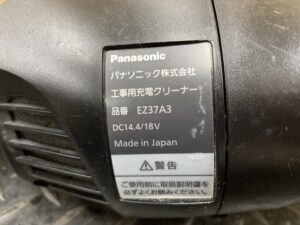 Panasonic
パナソニック株式会社
工事用充電クリーナー
品番 EZ37A3
DC14.4/18V
Made in Japan
⚠警告
ご使用前に取扱説明書を
必ずよくお読みください。